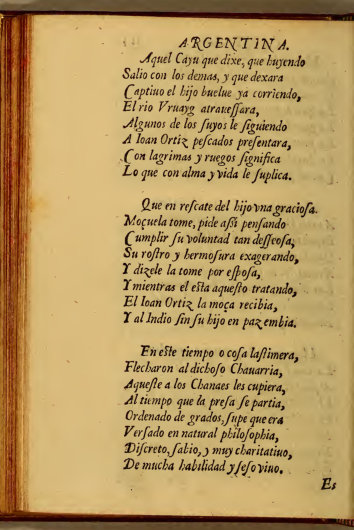 ARGENTINA.
Aquel Cayu que dixe, que huyendo
Salio con los demas, y que dexara
Captiuo el hijo buelue ya corriendo,
El rio Vruayg atraueſſara,
Algunos de los ſuyos le ſiguiendo
A Ioan Ortiz peſcados preſentara,
Con lagrimas y ruegos ſignifica
Lo que con alma y vida le ſuplica.
Que en reſcate del hijo vna gracioſa.
Moçuela tome, pide aſsi penſando
Cumplir ſu voluntad tan deſſeoſa,
Su roſtro y hermoſura exagerando,
Y dizele la tome por eſpoſa,
Y mientras el eſta aqueſto tratando,
El Ioan Ortiz la moça recibia,
Y al Indio ſin ſu hijo en paz embia.
En eſte tiempo o coſa laſtimera,
Flecharon al dichoſo Chauarria,
Aqueſte a los Chanaes les cupiera,
Al tiempo que la preſa ſe partia,
Ordenado de grados, ſupe que era
Verſado en natural philoſophia,
Diſcreto, ſabio, y muy charitatiuo,
De mucha habilidad y ſeſo viuo.
Es